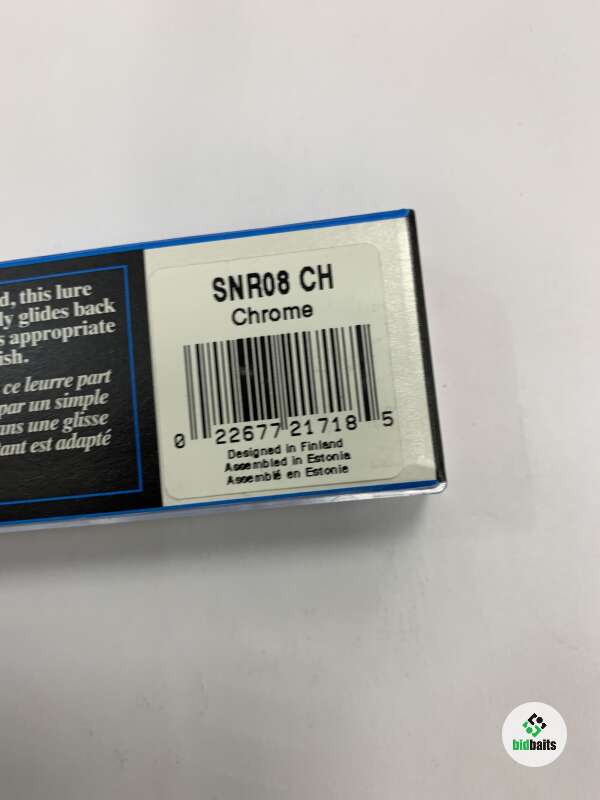 d, this lure
ly glides back
s appropriate
ish.
ce leurre part
par un simple
ans une glisse
tant est adapté
SNR08 CH
Chrome
0 22677 21718 5
Designed in Finland
Assembled in Estonia
Assemblé en Estonie
bidbaits